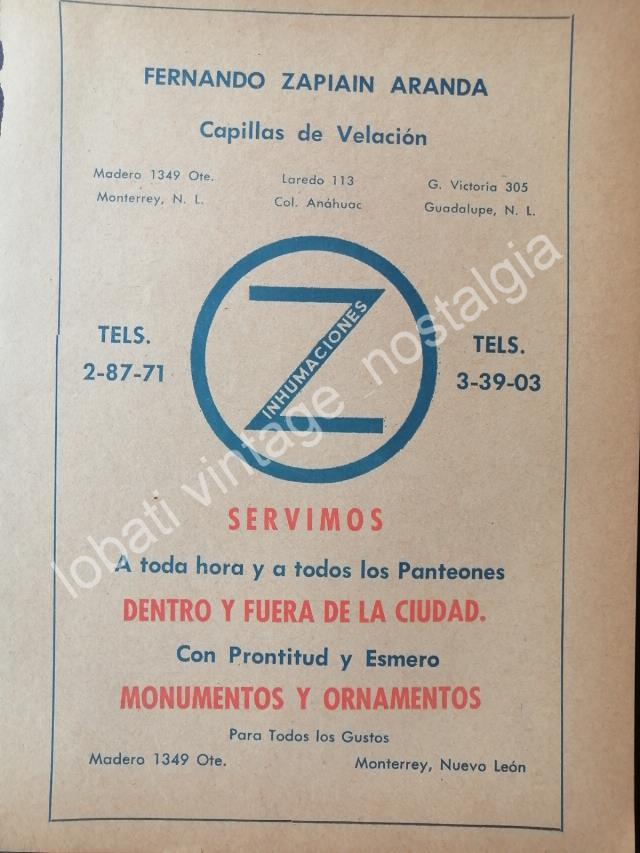 FERNANDO ZAPIAIN ARANDA
Capillas de Velación
Madero 1349 Ote.
Monterrey, N. L.
Laredo 113
Col. Anáhuac
G. Victoria 305
Guadalupe, N. L.
TELS.
2-87-71
Z
INHUMACIONES
TELS.
3-39-03
SERVIMOS
A toda hora y a todos los Panteones
DENTRO Y FUERA DE LA CIUDAD.
Con Prontitud y Esmero
MONUMENTOS Y ORNAMENTOS
Para Todos los Gustos
Madero 1349 Ote. Monterrey, Nuevo León
lobati vintage_nostalgia